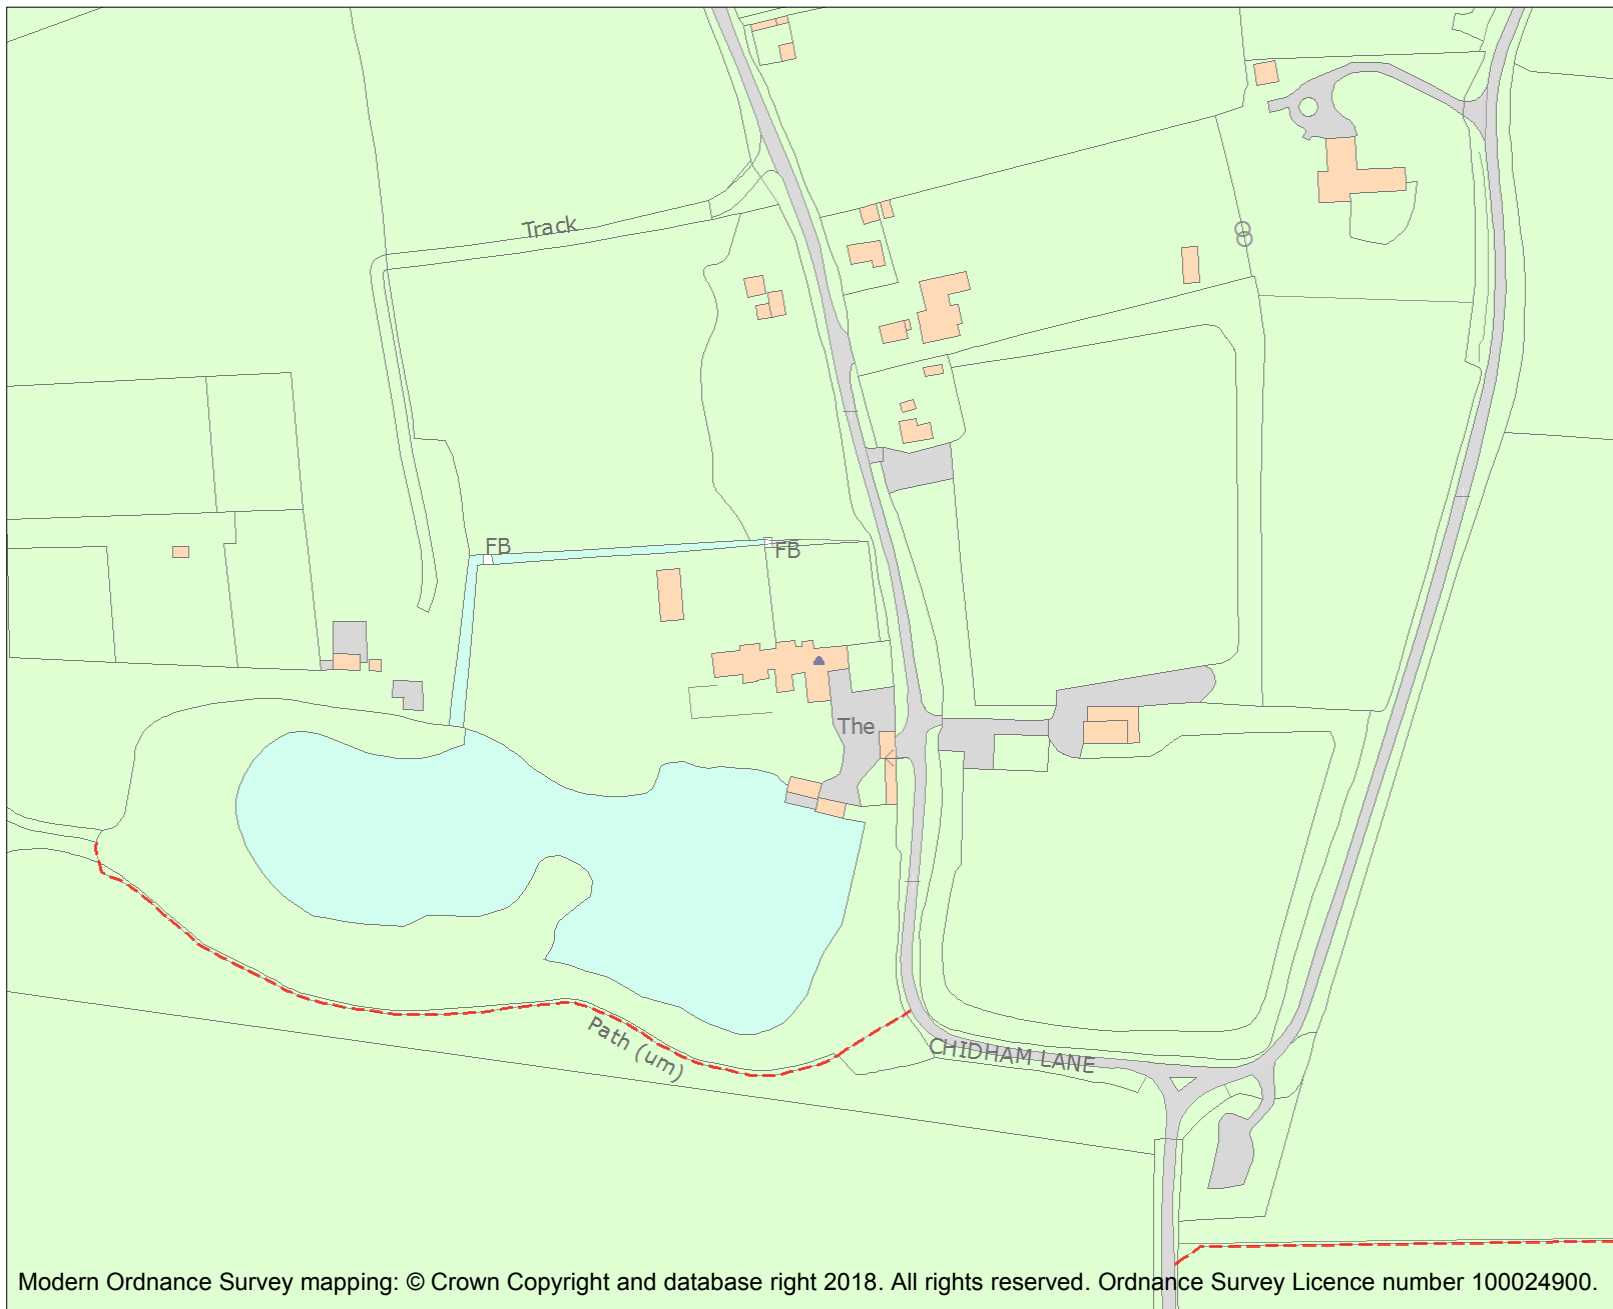 Track
FB
FB
The
Path (um)
CHIDHAM LANE
Modern Ordnance Survey mapping: © Crown Copyright and database right 2018. All rights reserved. Ordnance Survey Licence number 100024900.